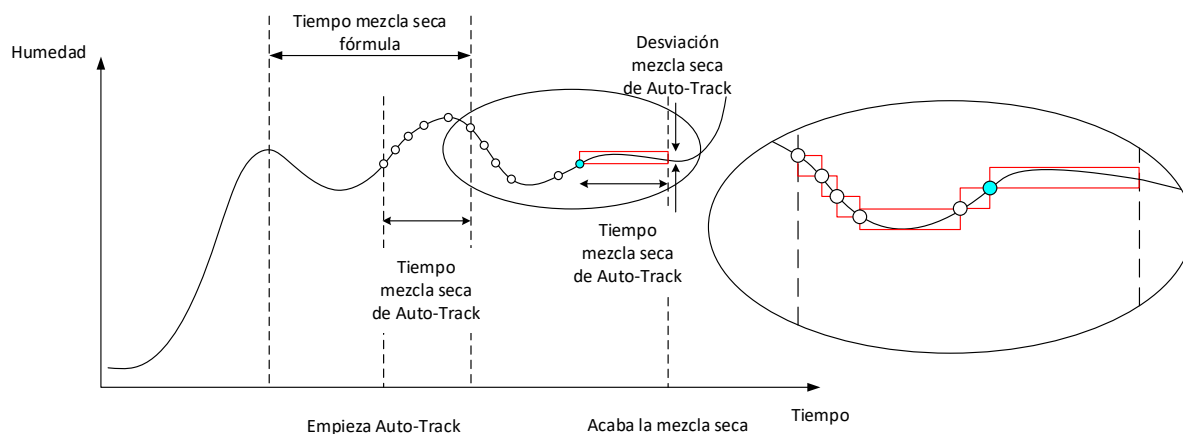 Tiempo mezcla seca
fórmula
Humedad
Desviación
mezcla seca
de Auto-Track
Tiempo
mezcla seca
de Auto-Track
Tiempo
mezcla seca
de Auto-Track
Tiempo
Empieza Auto-Track
Acaba la mezcla seca